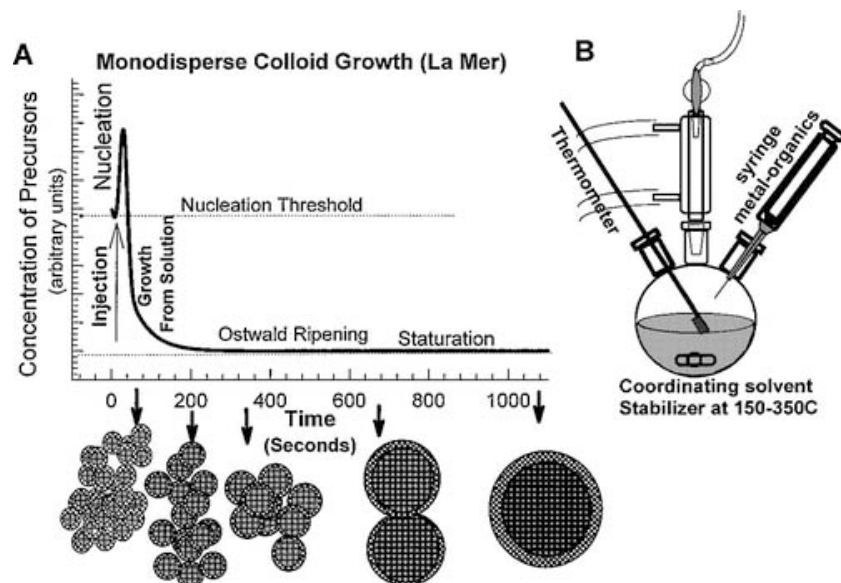 A
Monodisperse Colloid Growth (La Mer)
Concentration of Precursors
(arbitrary units)
Nucleation
Nucleation Threshold
Injection
Growth
From Solution
Ostwald Ripening
Staturation
0 200 400 600 800 1000
Time
(Seconds)
B
Thermometer
syringe
metal-organics
Coordinating solvent
Stabilizer at 150-350C